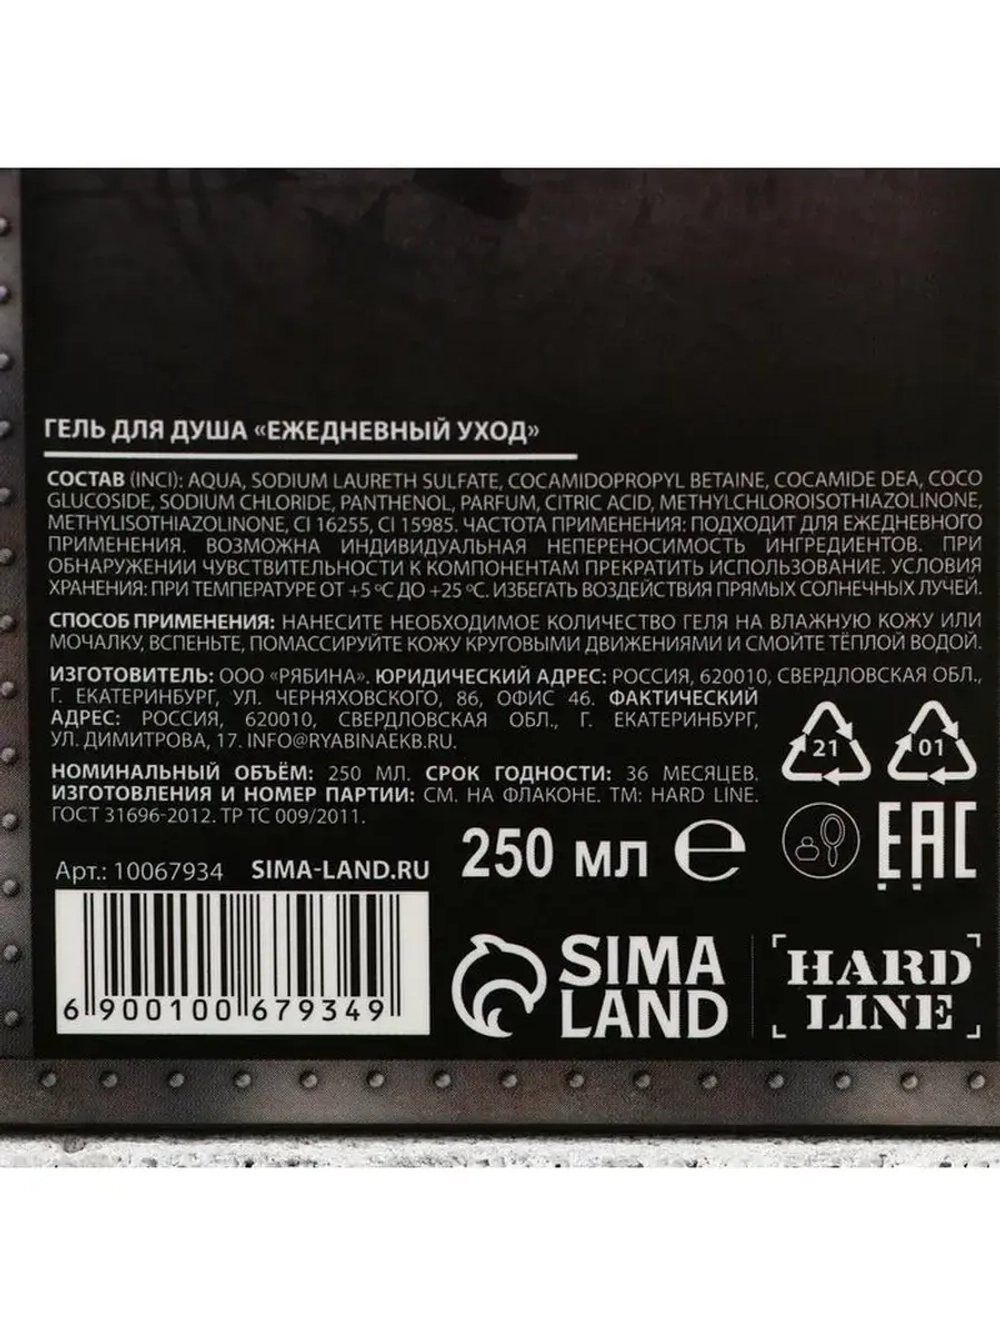 ГЕЛЬ ДЛЯ ДУША «ЕЖЕДНЕВНЫЙ УХОД»
СОСТАВ (INCI): AQUA, SODIUM LAURETH SULFATE, COCAMIDOPROPYL BETAINE, COCAMIDE DEA, COCO
GLUCOSIDE, SODIUM CHLORIDE, PANTHENOL, PARFUM, CITRIC ACID, METHYLCHLOROISOTHIAZOLINONE,
METHYLISOTHIAZOLINONE, CI 16255, CI 15985. ЧАСТОТА ПРИМЕНЕНИЯ: ПОДХОДИТ ДЛЯ ЕЖЕДНЕВНОГО
ПРИМЕНЕНИЯ. ВОЗМОЖНА ИНДИВИДУАЛЬНАЯ НЕПЕРЕНОСИМОСТЬ ИНГРЕДИЕНТОВ. ПРИ
ОБНАРУЖЕНИИ ЧУВСТВИТЕЛЬНОСТИ К КОМПОНЕНТАМ ПРЕКРАТИТЬ ИСПОЛЬЗОВАНИЕ. УСЛОВИЯ
ХРАНЕНИЯ: ПРИ ТЕМПЕРАТУРЕ ОТ +5 ºС ДО +25 ºС. ИЗБЕГАТЬ ВОЗДЕЙСТВИЯ ПРЯМЫХ СОЛНЕЧНЫХ ЛУЧЕЙ.
СПОСОБ ПРИМЕНЕНИЯ: НАНЕСИТЕ НЕОБХОДИМОЕ КОЛИЧЕСТВО ГЕЛЯ НА ВЛАЖНУЮ КОЖУ ИЛИ
МОЧАЛКУ, ВСПЕНЬТЕ, ПОМАССИРУЙТЕ КОЖУ КРУГОВЫМИ ДВИЖЕНИЯМИ И СМОЙТЕ ТЁПЛОЙ ВОДОЙ.
ИЗГОТОВИТЕЛЬ: ООО «РЯБИНА». ЮРИДИЧЕСКИЙ АДРЕС: РОССИЯ, 620010, СВЕРДЛОВСКАЯ ОБЛ.,
Г. ЕКАТЕРИНБУРГ, УЛ. ЧЕРНЯХОВСКОГО, 86, ОФИС 46. ФАКТИЧЕСКИЙ
АДРЕС: РОССИЯ, 620010, СВЕРДЛОВСКАЯ ОБЛ., Г. ЕКАТЕРИНБУРГ,
УЛ. ДИМИТРОВА, 17. INFO@RYABINAEKB.RU.
НОМИНАЛЬНЫЙ ОБЪЁМ: 250 МЛ. СРОК ГОДНОСТИ: 36 МЕСЯЦЕВ.
ИЗГОТОВЛЕНИЯ И НОМЕР ПАРТИИ: СМ. НА ФЛАКОНЕ. ТМ: HARD LINE.
ГОСТ 31696-2012. ТР ТС 009/2011.
21 01
Арт.: 10067934 SIMA-LAND.RU
250 мл ℮
EAC
6 900100 679349
SIMA
LAND
HARD
LINE